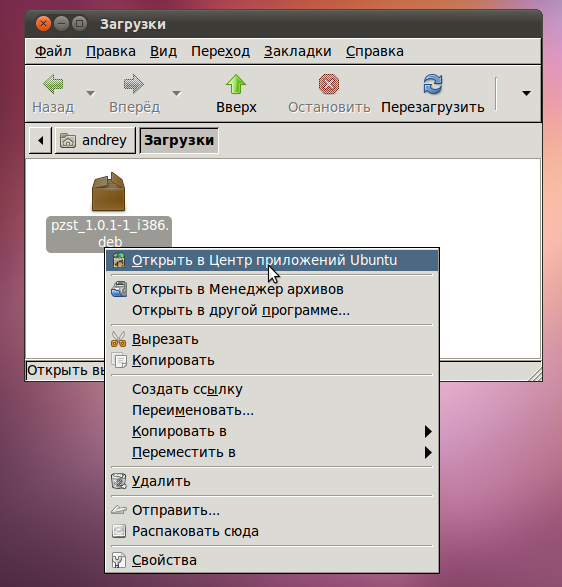 Загрузки
Файл Правка Вид Переход Закладки Справка
Назад Вперёд Вверх Остановить Перезагрузить
andrey Загрузки
pzst_1.0.1-1_i386.
deb
Открыть в Центр приложений Ubuntu
Открыть в Менеджер архивов
Открыть в другой программе...
Вырезать
Копировать
Открыть вы
Создать ссылку
Переименовать...
Копировать в
Переместить в
Удалить
Отправить...
Распаковать сюда
Свойства